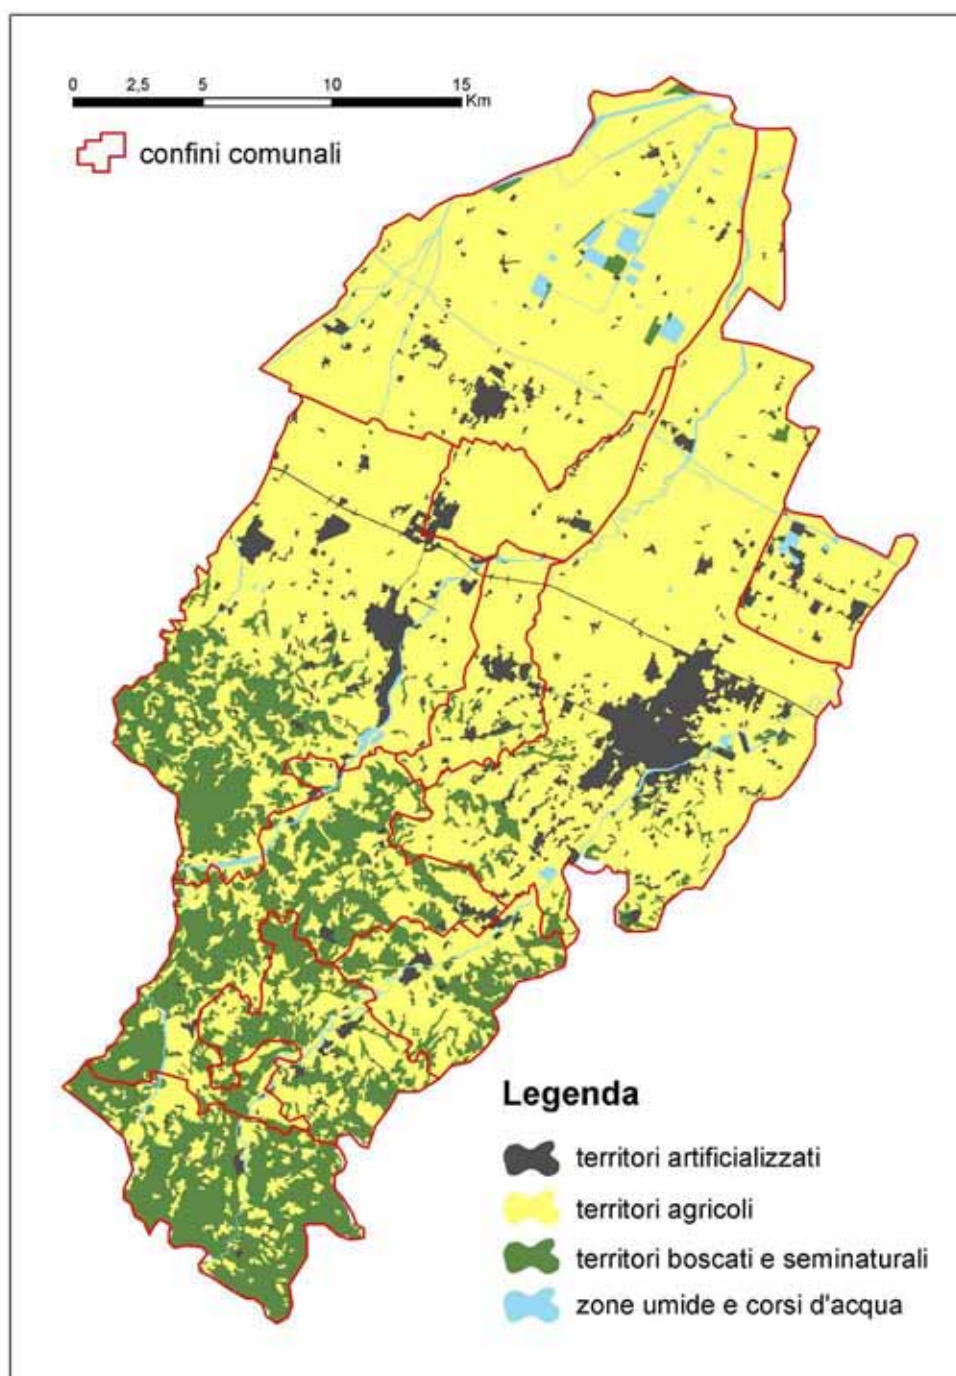 0 2,5 5 10 15
Km
confini comunali
Legenda
territori artificializzati
territori agricoli
territori boscati e seminaturali
zone umide e corsi d'acqua